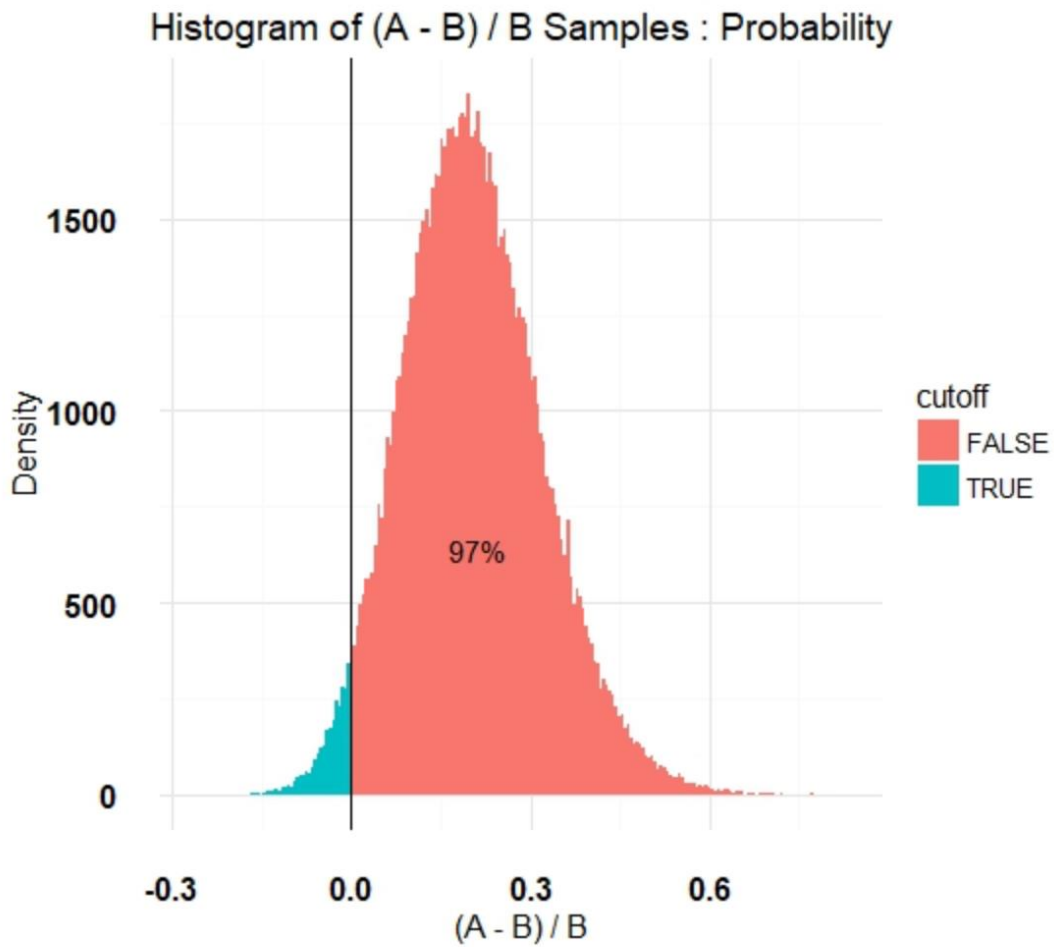 Histogram of (A - B) / B Samples : Probability
Density
1500
1000
500
0
97%
cutoff
FALSE
TRUE
-0.3 0.0 0.3 0.6
(A - B) / B